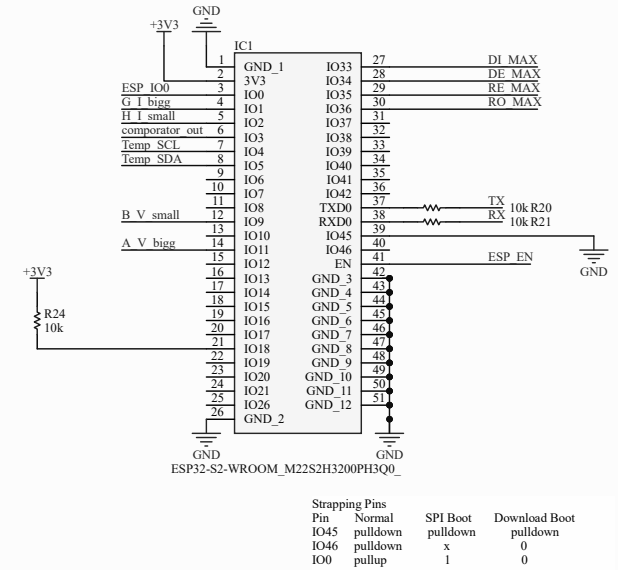 GND
+3V3
IC1
1 GND_1 IO33 27 DI_MAX
2 3V3 IO34 28 DE_MAX
ESP_IO0 3 IO0 IO35 29 RE_MAX
G_I_bigg 4 IO1 IO36 30 RO_MAX
H_I_small 5 IO2 IO37 31
comporator_out 6 IO3 IO38 32
Temp_SCL 7 IO4 IO39 33
Temp_SDA 8 IO5 IO40 34
9 IO6 IO41 35
10 IO7 IO42 36
11 IO8 TXD0 37 TX 10k R20
B_V_small 12 IO9 RXD0 38 RX 10k R21
13 IO10 IO45 39
A_V_bigg 14 IO11 IO46 40
15 IO12 EN 41 ESP_EN
GND
+3V3
16 IO13 GND_3 42
17 IO14 GND_4 43
18 IO15 GND_5 44
R24
10k
19 IO16 GND_6 45
20 IO17 GND_7 46
21 IO18 GND_8 47
22 IO19 GND_9 48
23 IO20 GND_10 49
24 IO21 GND_11 50
25 IO26 GND_12 51
26 GND_2
GND GND
ESP32-S2-WROOM_M22S2H3200PH3Q0_
Strapping Pins
Pin Normal SPI Boot Download Boot
IO45 pulldown pulldown pulldown
IO46 pulldown x 0
IO0 pullup 1 0